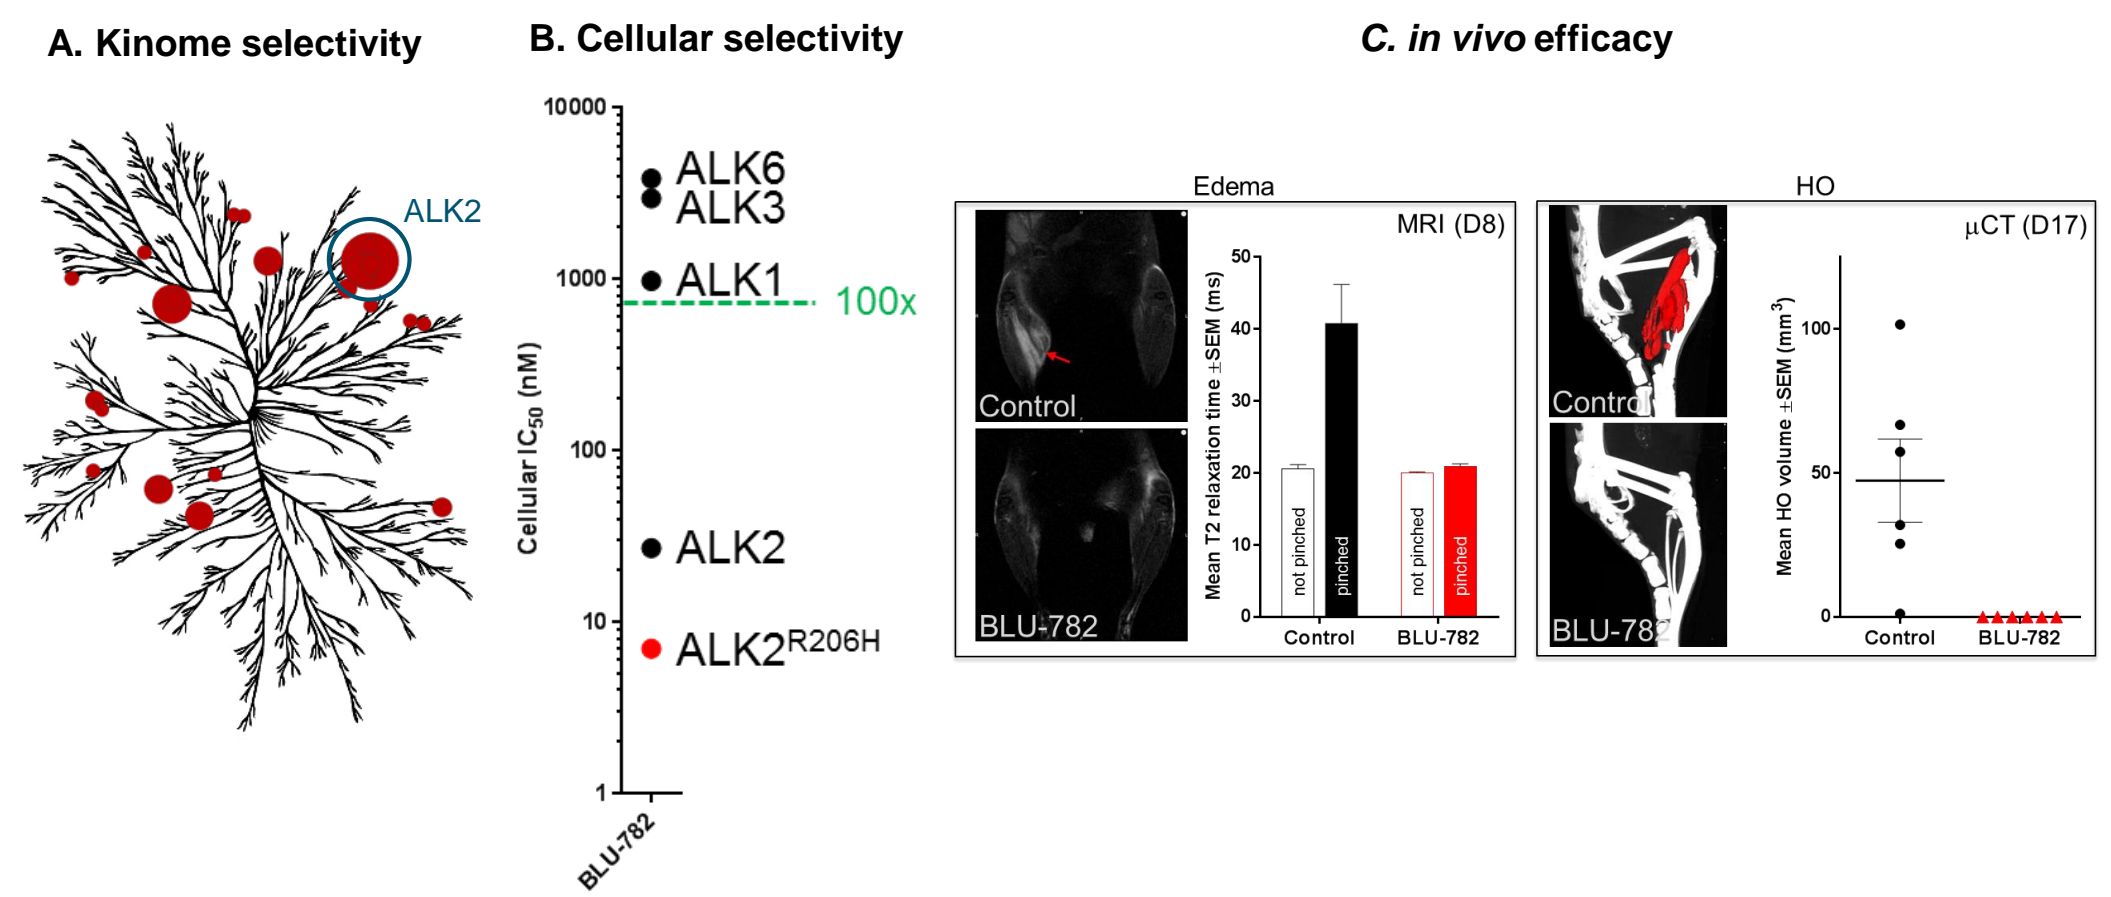 A. Kinome selectivity
ALK2
B. Cellular selectivity
Cellular IC50 (nM)
10000
1000
100
10
1
ALK6
ALK3
ALK1
100x
ALK2
ALK2R206H
BLU-782
C. in vivo efficacy
Edema
Control
BLU-782
MRI (D8)
Mean T2 relaxation time ±SEM (ms)
50
40
30
20
10
0
not pinched
pinched
not pinched
pinched
Control
BLU-782
HO
Control
BLU-782
µCT (D17)
Mean HO volume ±SEM (mm3)
100
50
0
Control
BLU-782